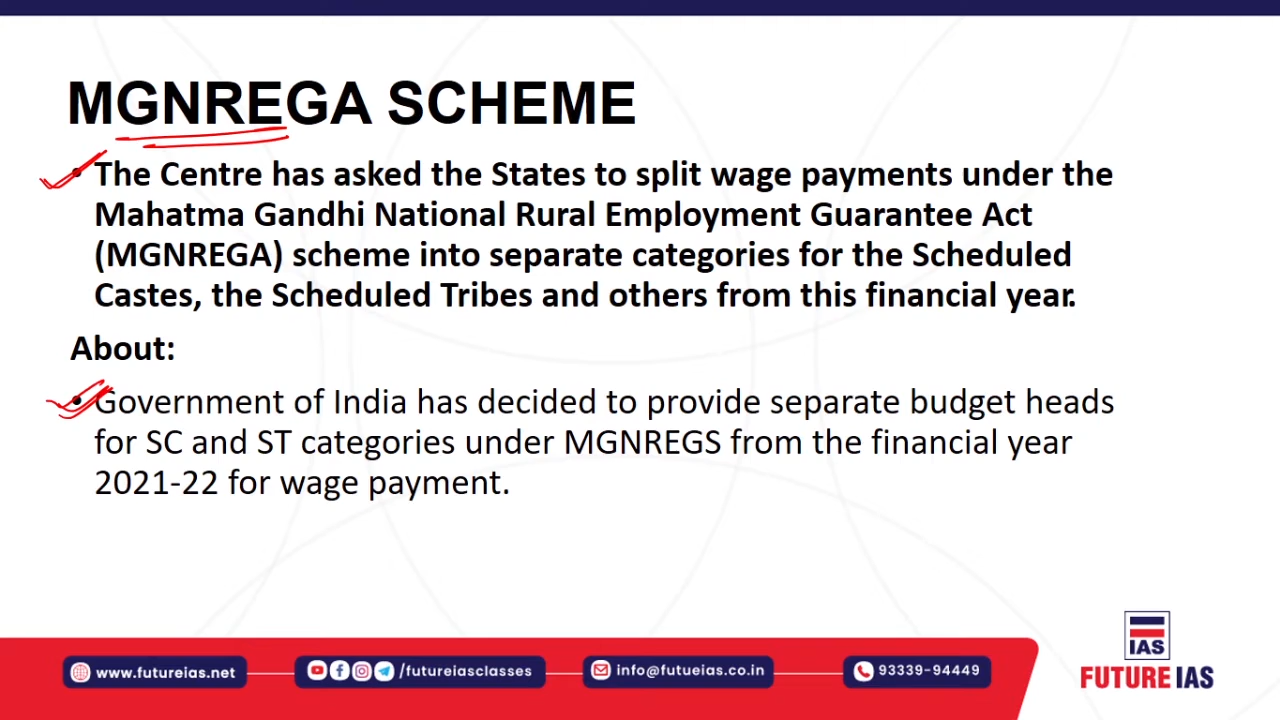 MGNREGA SCHEME
• The Centre has asked the States to split wage payments under the
Mahatma Gandhi National Rural Employment Guarantee Act
(MGNREGA) scheme into separate categories for the Scheduled
Castes, the Scheduled Tribes and others from this financial year.
About:
• Government of India has decided to provide separate budget heads
for SC and ST categories under MGNREGS from the financial year
2021-22 for wage payment.
IAS
FUTURE IAS
www.futureias.net
/futureiasclasses
info@futueias.co.in
93339-94449